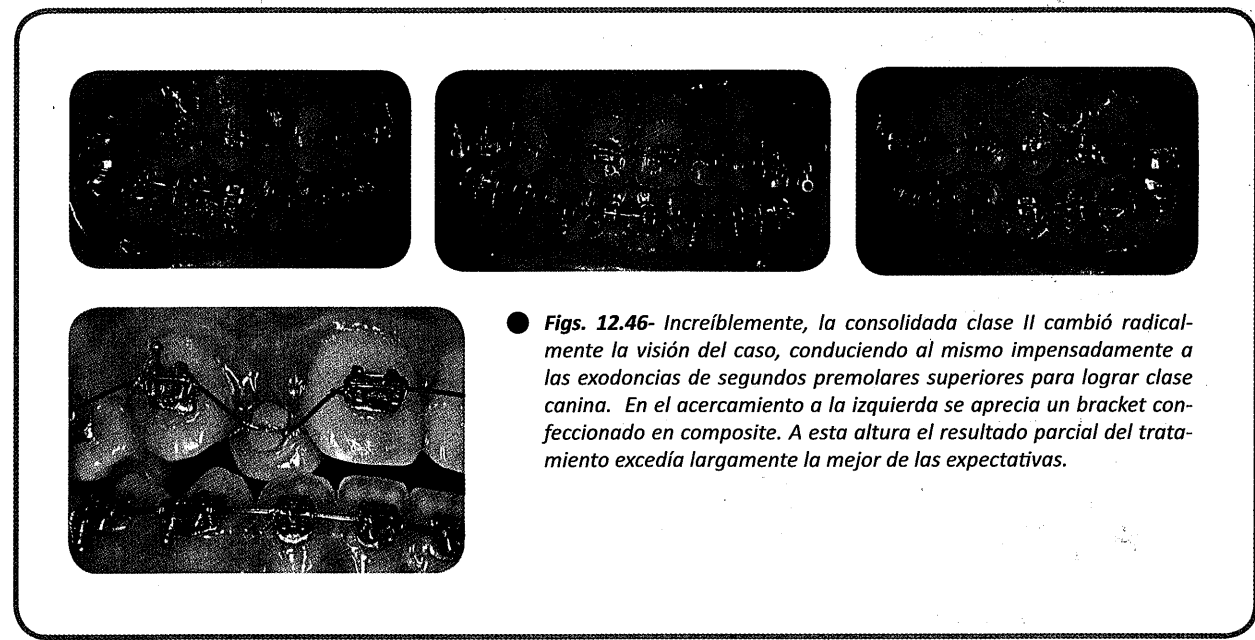 Figs. 12.46- Increíblemente, la consolidada clase II cambió radical-
mente la visión del caso, conduciendo al mismo impensadamente a
las exodoncias de segundos premolares superiores para lograr clase
canina. En el acercamiento a la izquierda se aprecia un bracket con-
feccionado en composite. A esta altura el resultado parcial del trata-
miento excedía largamente la mejor de las expectativas.